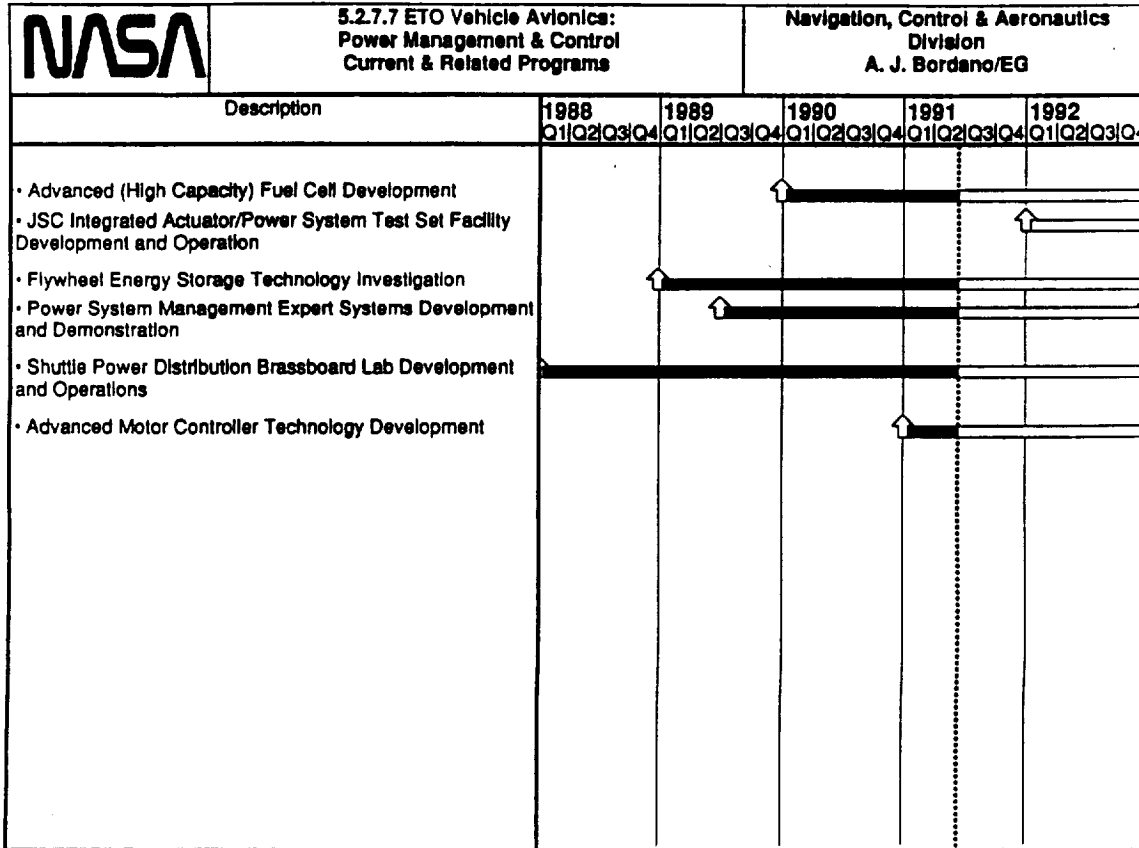 NASA
5.2.7.7 ETO Vehicle Avionics:
Power Management & Control
Current & Related Programs
Navigation, Control & Aeronautics
Division
A. J. Bordano/EG
Description
1988 1989 1990 1991 1992
Q1|Q2|Q3|Q4 Q1|Q2|Q3|Q4 Q1|Q2|Q3|Q4 Q1|Q2|Q3|Q4 Q1|Q2|Q3|Q4
· Advanced (High Capacity) Fuel Cell Development
· JSC Integrated Actuator/Power System Test Set Facility
Development and Operation
· Flywheel Energy Storage Technology Investigation
· Power System Management Expert Systems Development
and Demonstration
· Shuttle Power Distribution Brassboard Lab Development
and Operations
· Advanced Motor Controller Technology Development